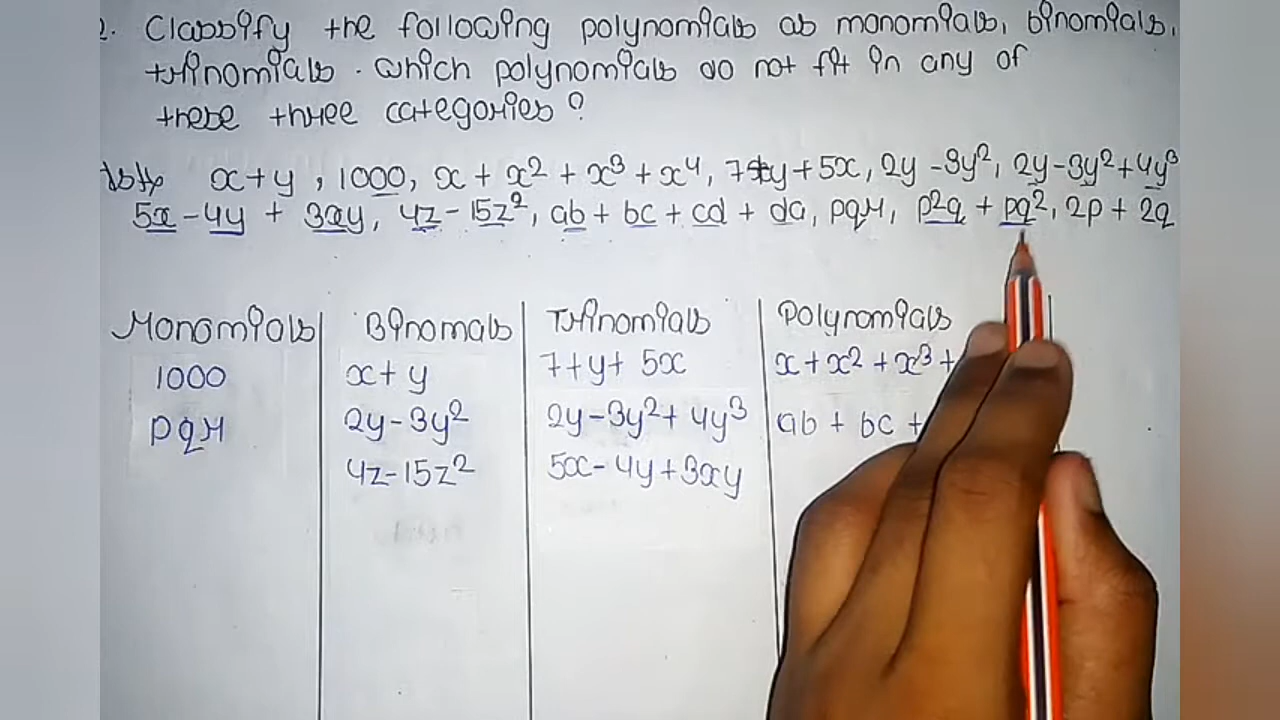 2. Classify the following polynomials as monomials, binomials,
trinomials. which polynomials do not fit in any of
these three categories?
x+y, 1000, x + x2 + x3 + x4, 7+y+5x, 2y-3y2, 2y-3y2+4y3
5x - 4y + 3xy, 4z - 15z2, ab + bc + cd + da, pqr, p2q + pq2, 2p + 2q
Monomials Binomals Trinomials Polynomials
1000 x+y 7+y+ 5x x+x2+x3+
pqr 2y-3y2 2y-3y2+4y3 ab + bc +
4z-15z2 5x-4y+3xy